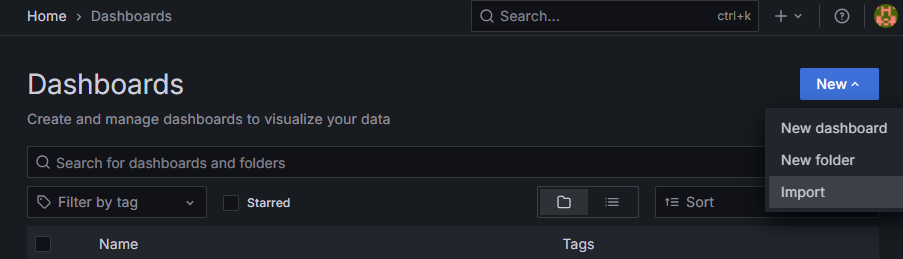 Home > Dashboards
Search... ctrl+k
Dashboards
New
Create and manage dashboards to visualize your data
New dashboard
New folder
Import
Search for dashboards and folders
Filter by tag
Starred
Sort
Name
Tags